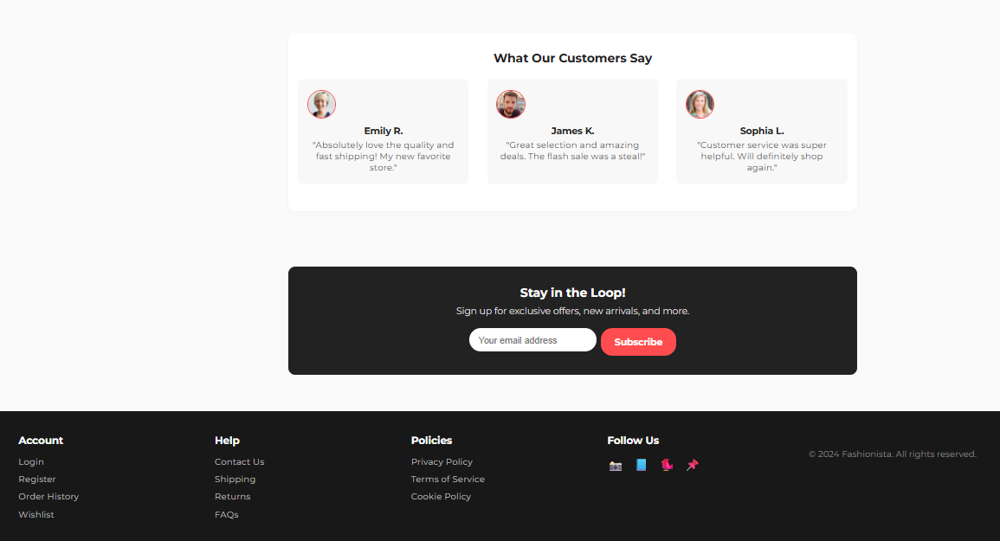 What Our Customers Say
Emily R.
"Absolutely love the quality and
fast shipping! My new favorite
store."
James K.
"Great selection and amazing
deals. The flash sale was a steal!"
Sophia L.
"Customer service was super
helpful. Will definitely shop
again."
Stay in the Loop!
Sign up for exclusive offers, new arrivals, and more.
Your email address
Subscribe
Account
Login
Register
Order History
Wishlist
Help
Contact Us
Shipping
Returns
FAQs
Policies
Privacy Policy
Terms of Service
Cookie Policy
Follow Us
© 2024 Fashionista. All rights reserved.